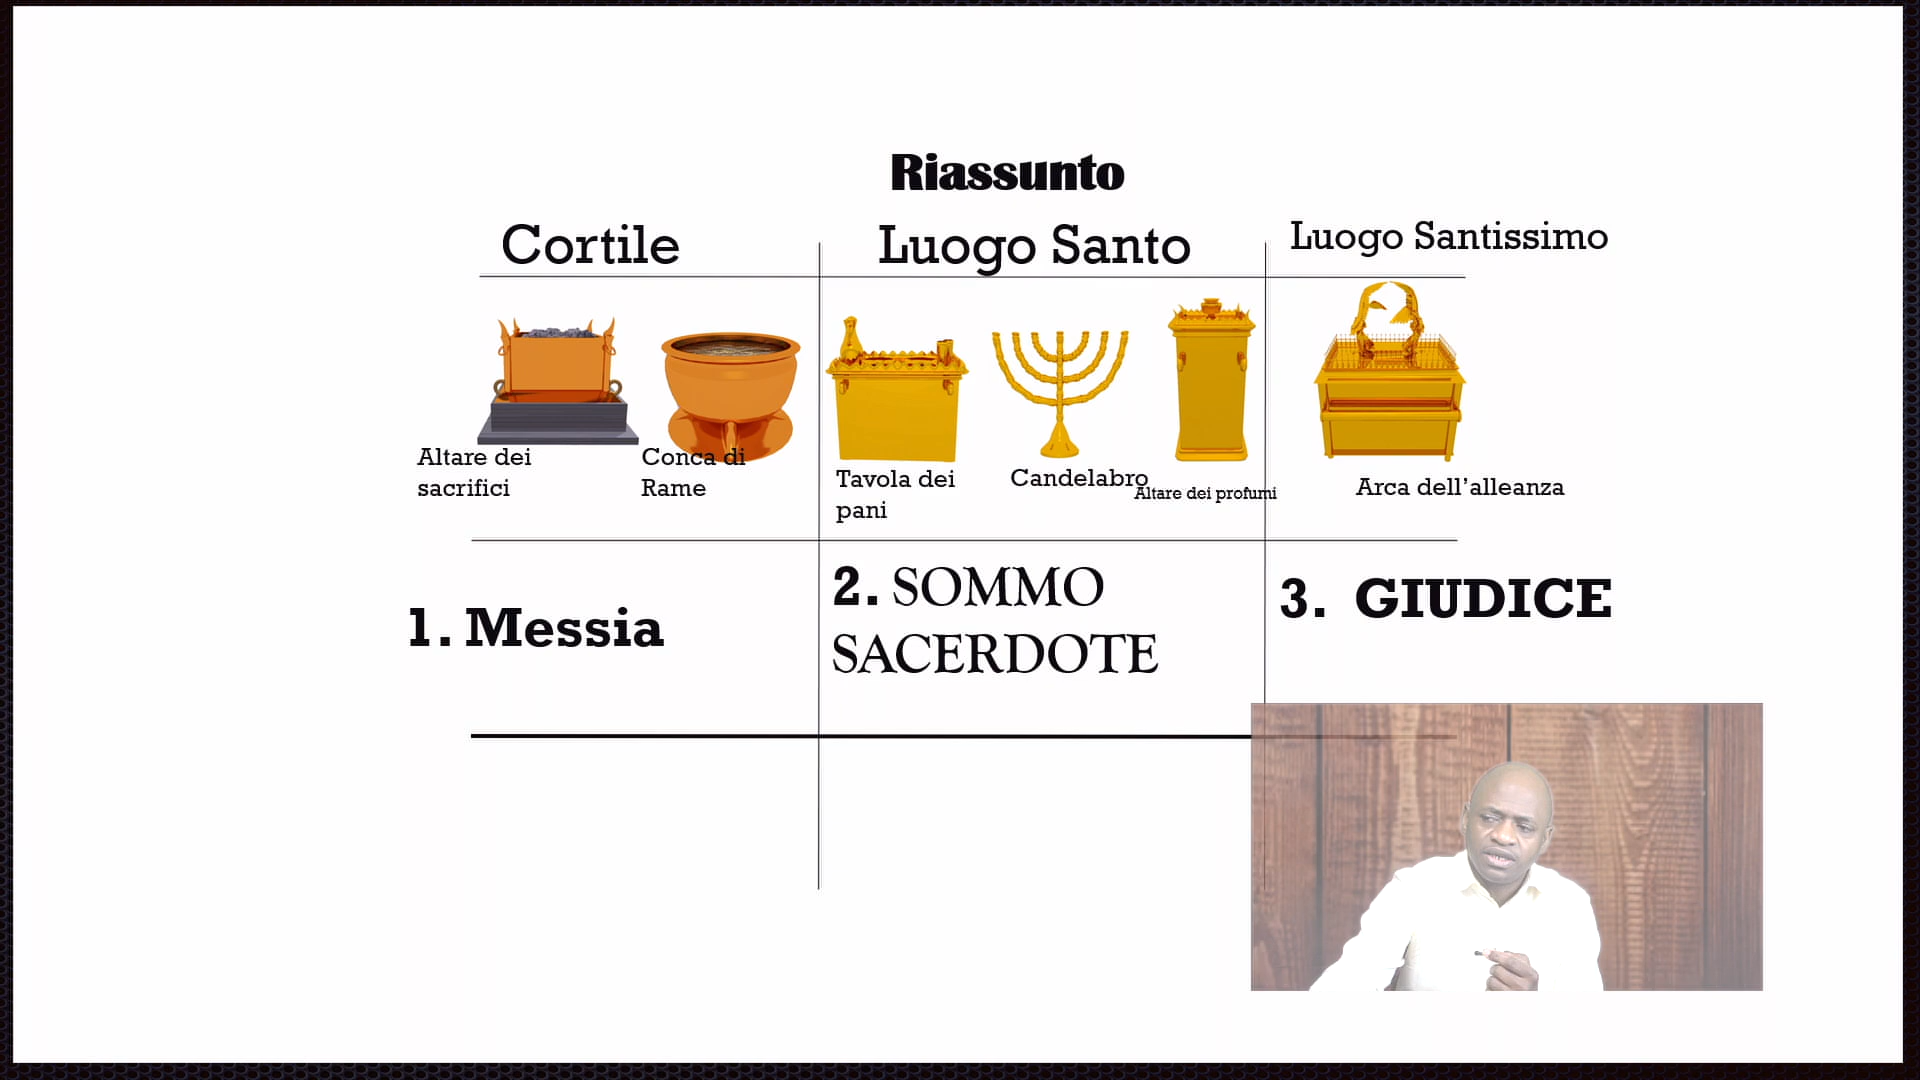 Riassunto
Cortile
Luogo Santo
Luogo Santissimo
Altare dei
sacrifici
Conca di
Rame
Tavola dei
pani
Candelabro
Altare dei profumi
Arca dell’alleanza
1. Messia
2. SOMMO
SACERDOTE
3. GIUDICE